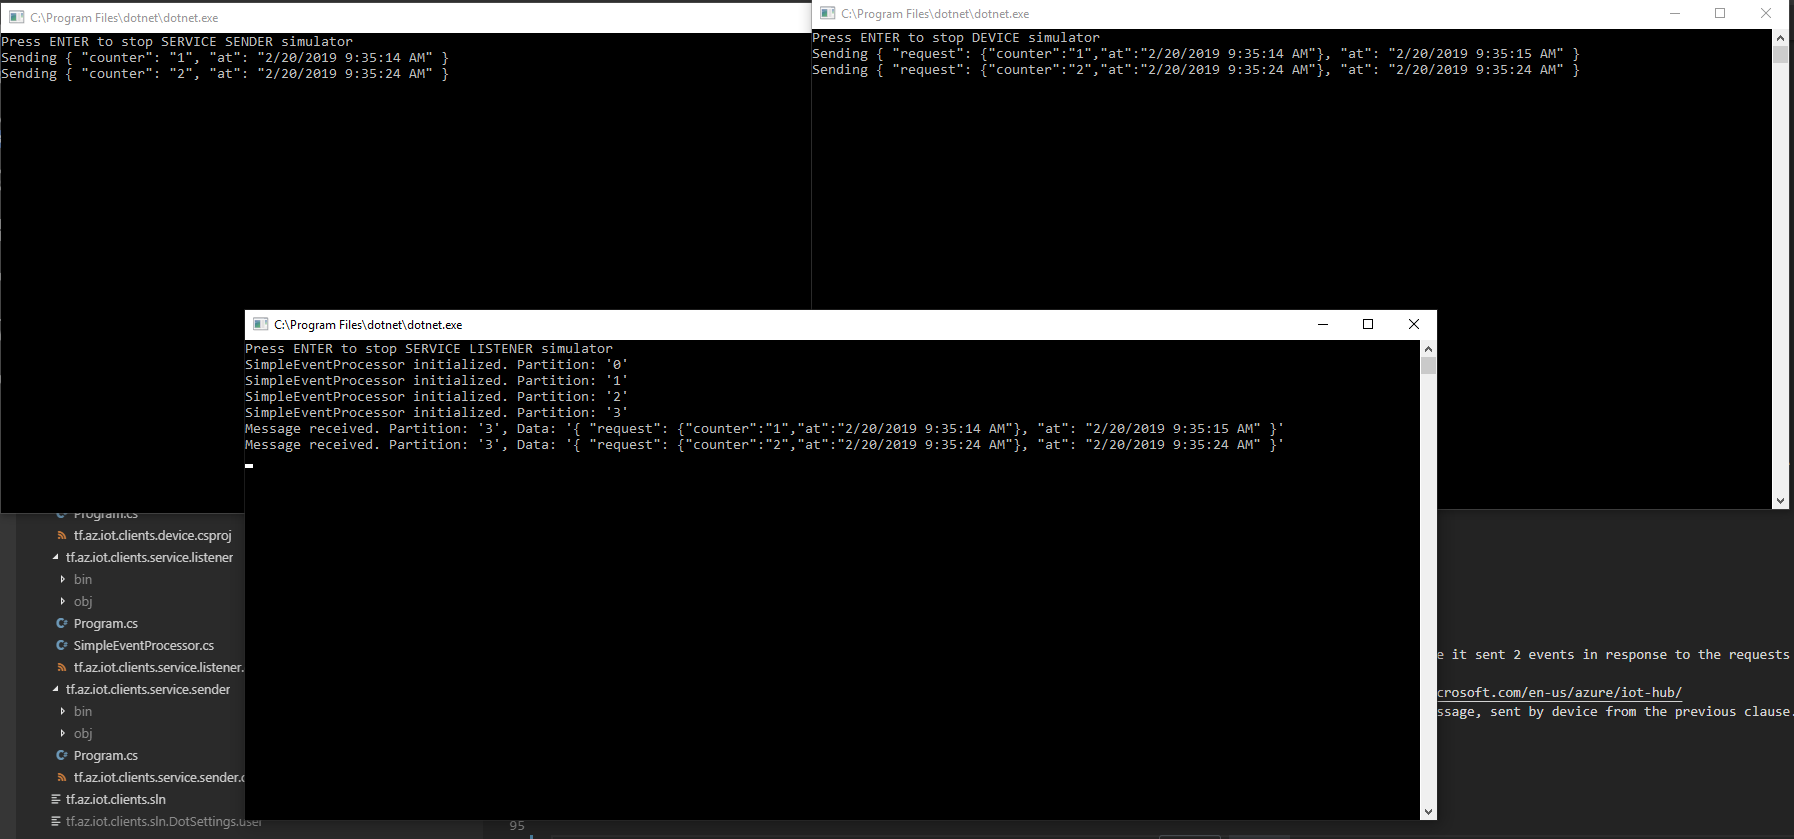 C:\Program Files\dotnet\dotnet.exe
Press ENTER to stop SERVICE SENDER simulator
Sending { "counter": "1", "at": "2/20/2019 9:35:14 AM" }
Sending { "counter": "2", "at": "2/20/2019 9:35:24 AM" }
C:\Program Files\dotnet\dotnet.exe
Press ENTER to stop DEVICE simulator
Sending { "request": {"counter":"1","at":"2/20/2019 9:35:14 AM"}, "at": "2/20/2019 9:35:15 AM" }
Sending { "request": {"counter":"2","at":"2/20/2019 9:35:24 AM"}, "at": "2/20/2019 9:35:24 AM" }
C:\Program Files\dotnet\dotnet.exe
Press ENTER to stop SERVICE LISTENER simulator
SimpleEventProcessor initialized. Partition: '0'
SimpleEventProcessor initialized. Partition: '1'
SimpleEventProcessor initialized. Partition: '2'
SimpleEventProcessor initialized. Partition: '3'
Message received. Partition: '3', Data: '{ "request": {"counter":"1","at":"2/20/2019 9:35:14 AM"}, "at": "2/20/2019 9:35:15 AM" }'
Message received. Partition: '3', Data: '{ "request": {"counter":"2","at":"2/20/2019 9:35:24 AM"}, "at": "2/20/2019 9:35:24 AM" }'
Program.cs
tf.az.iot.clients.device.csproj
tf.az.iot.clients.service.listener
bin
obj
Program.cs
SimpleEventProcessor.cs
tf.az.iot.clients.service.listener.
tf.az.iot.clients.service.sender
bin
obj
Program.cs
tf.az.iot.clients.service.sender.c
tf.az.iot.clients.sln
tf.az.iot.clients.sln.DotSettings.user
e it sent 2 events in response to the requests
crosoft.com/en-us/azure/iot-hub/
ssage, sent by device from the previous clause.
95